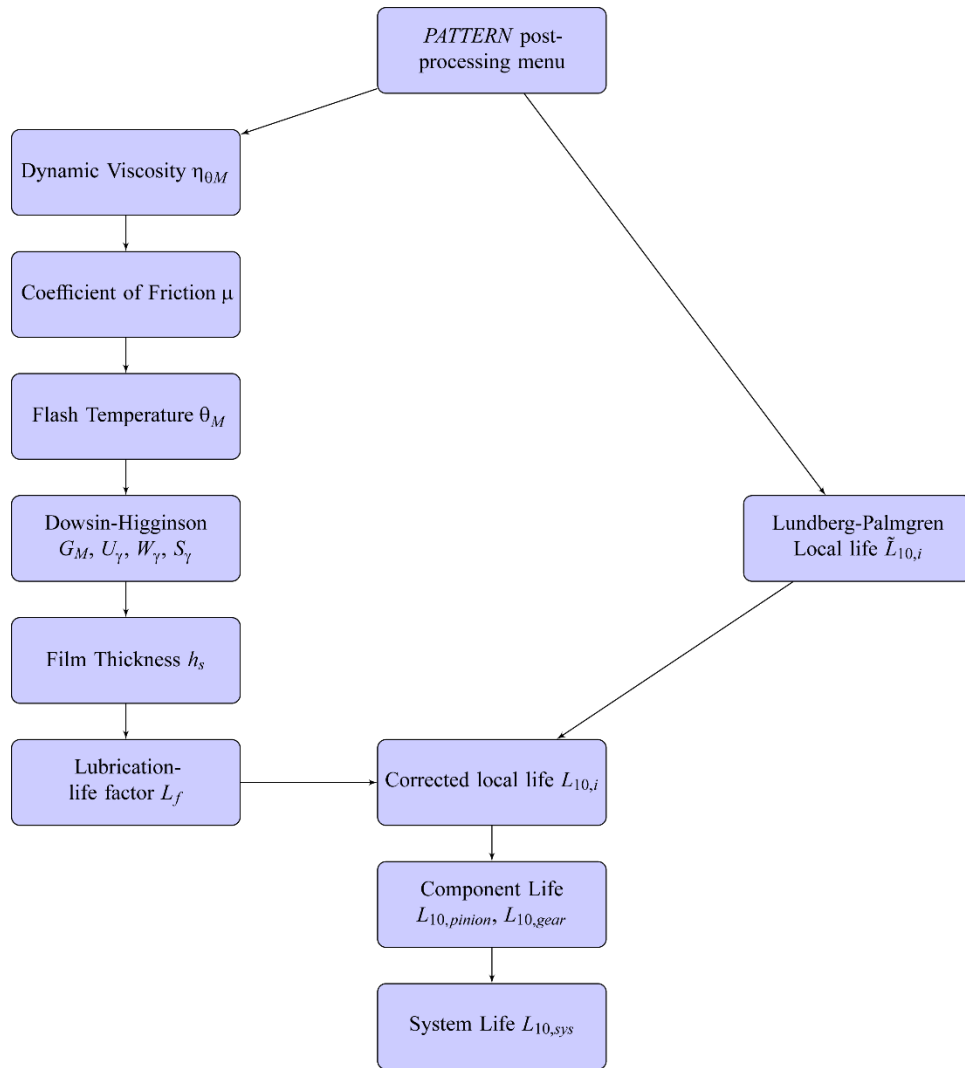 PATTERN post-
processing menu
Dynamic Viscosity η_θM
Coefficient of Friction μ
Flash Temperature θ_M
Dowsin-Higginson
G_M, U_γ, W_γ, S_γ
Lundberg-Palmgren
Local life L̃_10,i
Film Thickness h_s
Lubrication-
life factor L_f
Corrected local life L_10,i
Component Life
L_10,pinion, L_10,gear
System Life L_10,sys